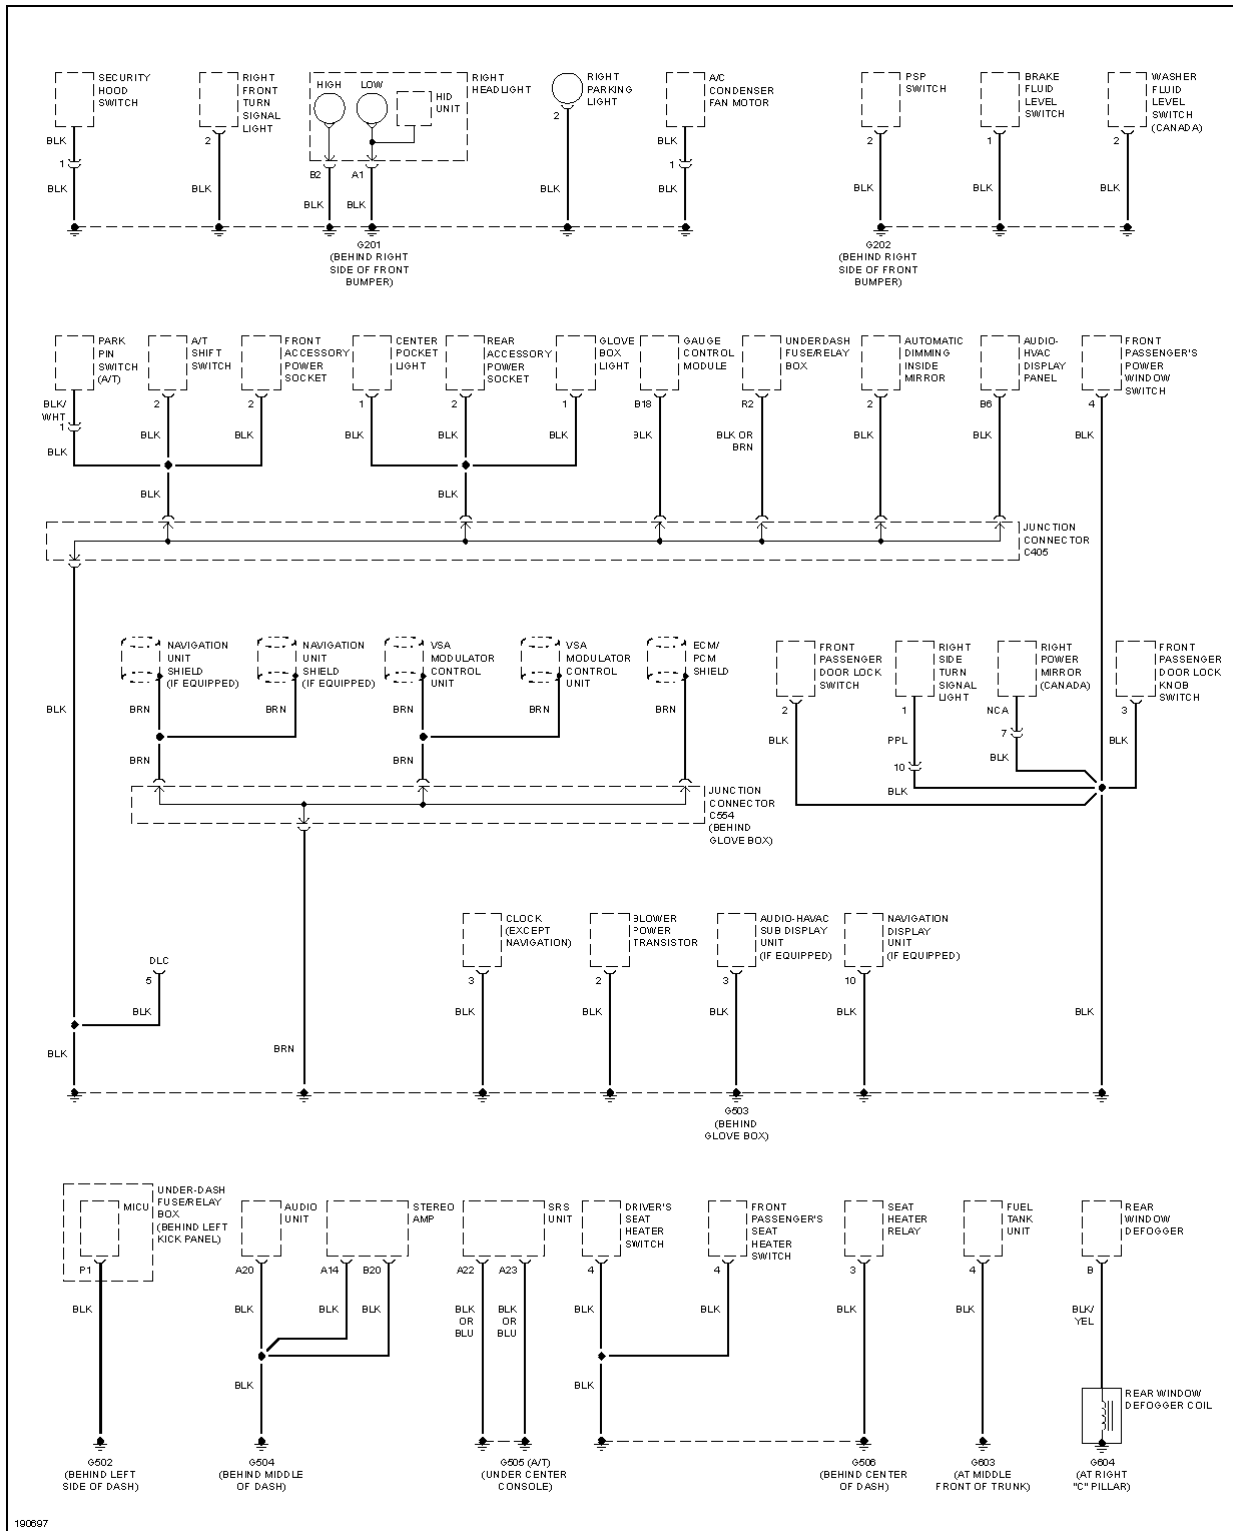 SECURITY
HOOD
SWITCH
RIGHT
FRONT
TURN
SIGNAL
LIGHT
HIGH
LOW
HID
UNIT
RIGHT
HEADLIGHT
RIGHT
PARKING
LIGHT
A/C
CONDENSER
FAN MOTOR
PSP
SWITCH
BRAKE
FLUID
LEVEL
SWITCH
WASHER
FLUID
LEVEL
SWITCH
(CANADA)
BLK
1
BLK
2
BLK
B2
BLK
A1
BLK
2
BLK
BLK
1
BLK
2
BLK
1
BLK
2
BLK
G201
(BEHIND RIGHT
SIDE OF FRONT
BUMPER)
G202
(BEHIND RIGHT
SIDE OF FRONT
BUMPER)
PARK
PIN
SWITCH
(A/T)
A/T
SHIFT
SWITCH
FRONT
ACCESSORY
POWER
SOCKET
CENTER
POCKET
LIGHT
REAR
ACCESSORY
POWER
SOCKET
GLOVE
BOX
LIGHT
GAUGE
CONTROL
MODULE
UNDERDASH
FUSE/RELAY
BOX
AUTOMATIC
DIMMING
INSIDE
MIRROR
AUDIO-
HVAC
DISPLAY
PANEL
FRONT
PASSENGER'S
POWER
WINDOW
SWITCH
BLK/
WHT
1
BLK
2
BLK
2
BLK
1
BLK
2
BLK
1
BLK
B18
BLK
R2
BLK OR
BRN
2
BLK
B6
BLK
4
BLK
BLK
BLK
JUNCTION
CONNECTOR
C405
NAVIGATION
UNIT
SHIELD
(IF EQUIPPED)
NAVIGATION
UNIT
SHIELD
(IF EQUIPPED)
VSA
MODULATOR
CONTROL
UNIT
VSA
MODULATOR
CONTROL
UNIT
ECM/
PCM
SHIELD
FRONT
PASSENGER
DOOR LOCK
SWITCH
RIGHT
SIDE
TURN
SIGNAL
LIGHT
RIGHT
POWER
MIRROR
(CANADA)
FRONT
PASSENGER
DOOR LOCK
KNOB
SWITCH
BLK
BRN
BRN
BRN
BRN
BRN
2
BLK
1
PPL
10
BLK
NCA
7
BLK
3
BLK
BRN
BRN
JUNCTION
CONNECTOR
C554
(BEHIND
GLOVE BOX)
CLOCK
(EXCEPT
NAVIGATION)
BLOWER
POWER
TRANSISTOR
AUDIO-HAVAC
SUB DISPLAY
UNIT
(IF EQUIPPED)
NAVIGATION
DISPLAY
UNIT
(IF EQUIPPED)
DLC
5
BLK
3
BLK
2
BLK
3
BLK
10
BLK
BLK
BLK
BRN
G503
(BEHIND
GLOVE BOX)
MICU
UNDER-DASH
FUSE/RELAY
BOX
(BEHIND LEFT
KICK PANEL)
AUDIO
UNIT
STEREO
AMP
SRS
UNIT
DRIVER'S
SEAT
HEATER
SWITCH
FRONT
PASSENGER'S
SEAT
HEATER
SWITCH
SEAT
HEATER
RELAY
FUEL
TANK
UNIT
REAR
WINDOW
DEFOGGER
P1
BLK
A20
BLK
A14
BLK
B20
BLK
A22
BLK
OR
BLU
A23
BLK
OR
BLU
4
BLK
4
BLK
3
BLK
4
BLK
B
BLK/
YEL
BLK
BLK
REAR WINDOW
DEFOGGER COIL
G502
(BEHIND LEFT
SIDE OF DASH)
G504
(BEHIND MIDDLE
OF DASH)
G505 (A/T)
(UNDER CENTER
CONSOLE)
G506
(BEHIND CENTER
OF DASH)
G603
(AT MIDDLE
FRONT OF TRUNK)
G604
(AT RIGHT
"C" PILLAR)
190697